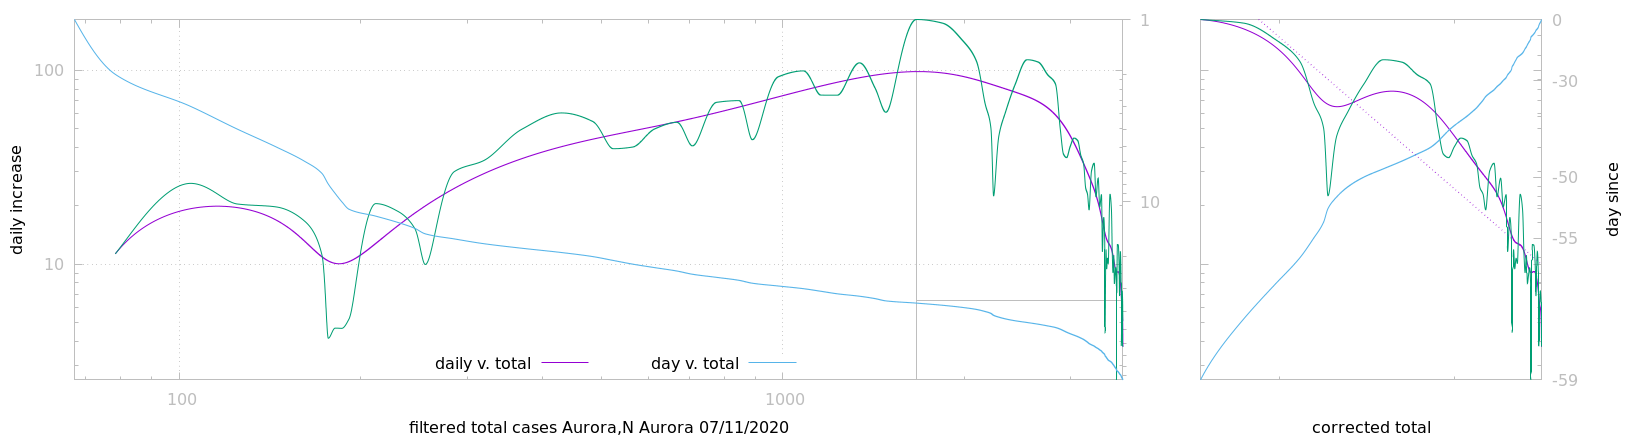 1
0
100
-30
daily increase
-50
day since
10
-55
10
daily v. total
day v. total
-59
100
1000
filtered total cases Aurora,N Aurora 07/11/2020
corrected total